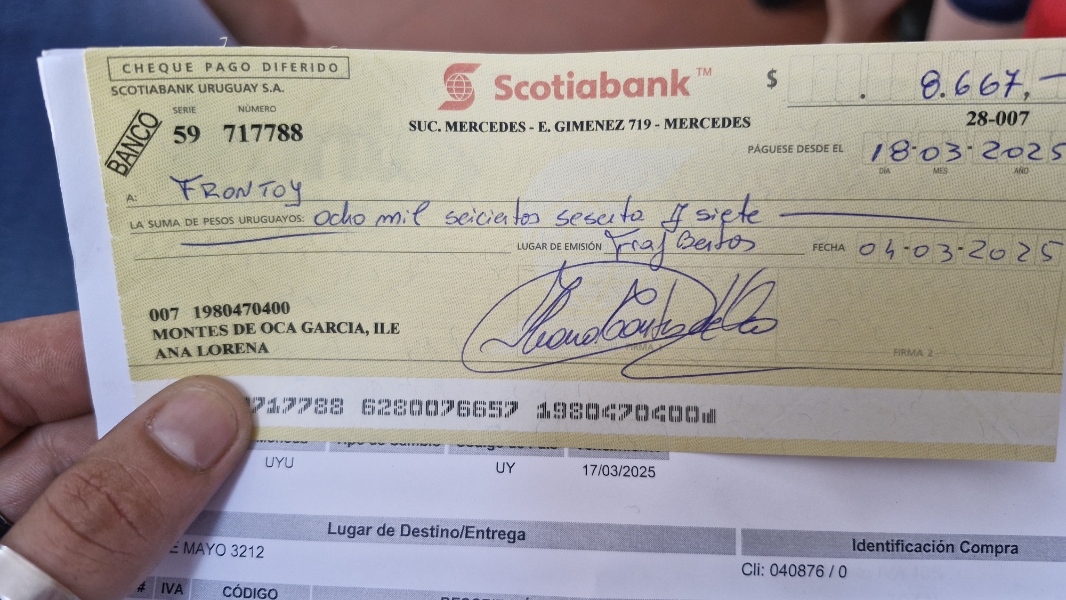 CHEQUE PAGO DIFERIDO
SCOTIABANK URUGUAY S.A.
Scotiabank™
$ 8.667,-
SERIE NÚMERO
59 717788
BANCO
SUC. MERCEDES - E. GIMENEZ 719 - MERCEDES
28-007
PÁGUESE DESDE EL 18-03-2025
DÍA MES AÑO
A: FRONTOY
LA SUMA DE PESOS URUGUAYOS: ocho mil seicietos seseta y siete
LUGAR DE EMISIÓN Fray Bentos FECHA 04-03-2025
007 1980470400
MONTES DE OCA GARCIA, ILE
ANA LORENA
FIRMA 2
717788 6280076657 1980470400
UYU UY 17/03/2025
Lugar de Destino/Entrega
Identificación Compra
E MAYO 3212
Cli: 040876 / 0
# IVA CÓDIGO